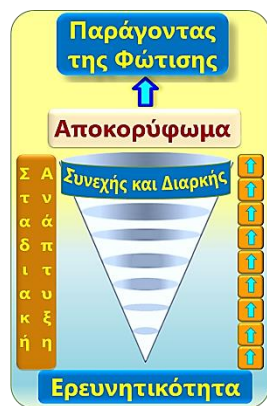 Παράγοντας
της Φώτισης
Αποκορύφωμα
Συνεχής και Διαρκής
Σταδιακή
Ανάπτυξη
Ερευνητικότητα